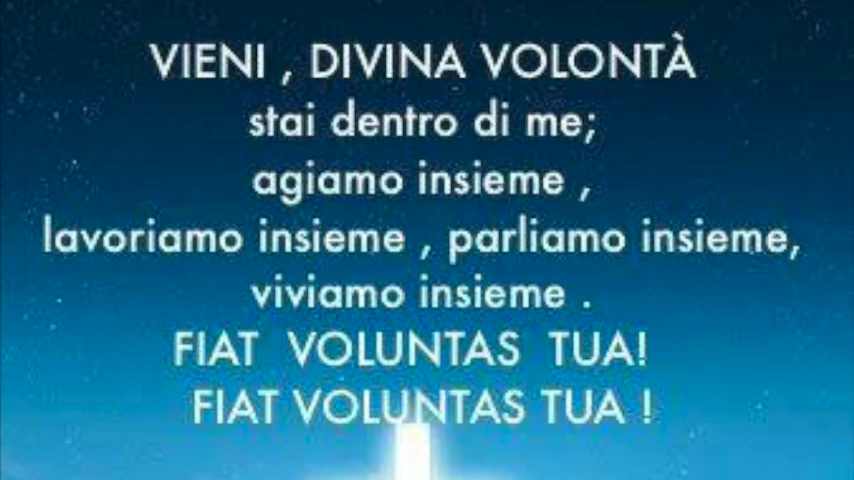 VIENI , DIVINA VOLONTÀ
stai dentro di me;
agiamo insieme ,
lavoriamo insieme , parliamo insieme,
viviamo insieme .
FIAT VOLUNTAS TUA!
FIAT VOLUNTAS TUA !